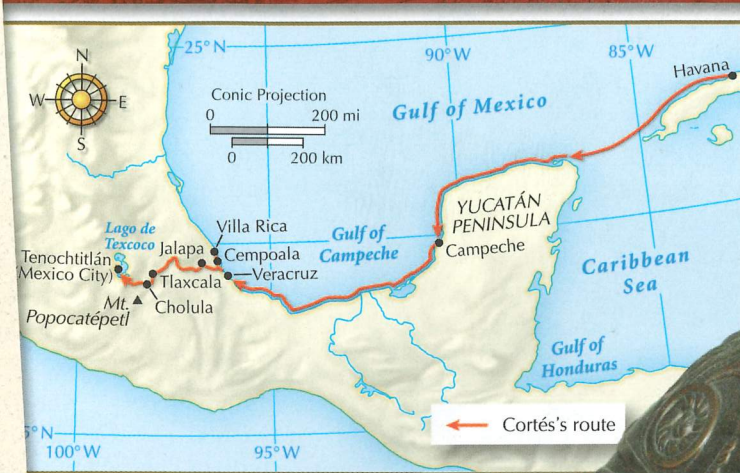 25°N
90°W
85°W
Havana
N
W
E
S
Conic Projection
0
200 mi
0
200 km
Gulf of Mexico
YUCATÁN
PENINSULA
Campeche
Caribbean
Sea
Gulf of
Campeche
Villa Rica
Cempoala
Veracruz
Jalapa
Lago de
Texcoco
Tenochtitlán
Mexico City)
Tlaxcala
Cholula
Mt.
Popocatépetl
Gulf of
Honduras
Cortés's route
5°N
100°W
95°W